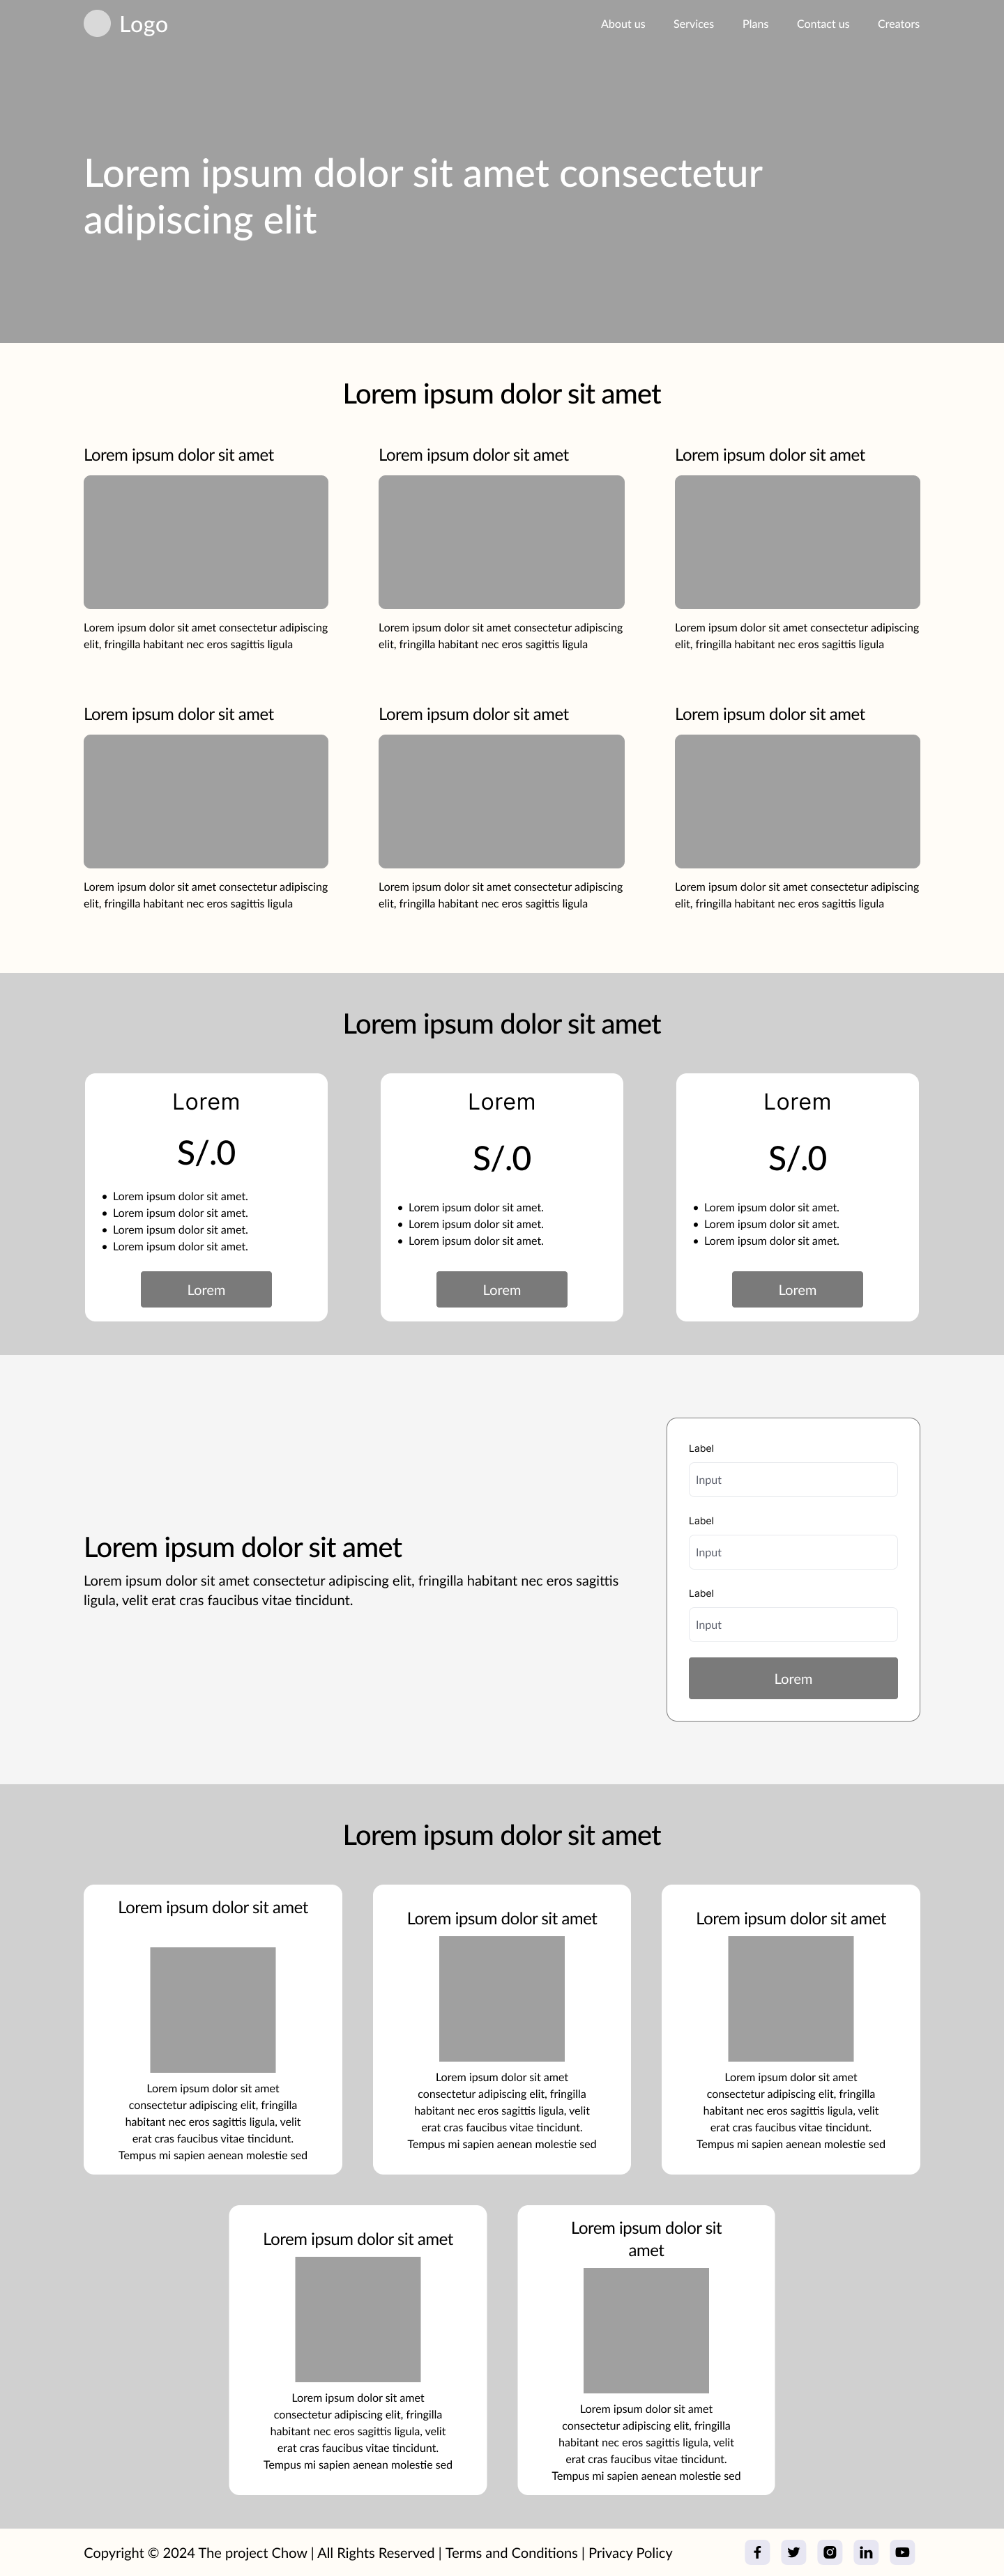 Logo
About us Services Plans Contact us Creators
Lorem ipsum dolor sit amet consectetur
adipiscing elit
Lorem ipsum dolor sit amet
Lorem ipsum dolor sit amet
Lorem ipsum dolor sit amet consectetur adipiscing
elit, fringilla habitant nec eros sagittis ligula
Lorem ipsum dolor sit amet
Lorem ipsum dolor sit amet consectetur adipiscing
elit, fringilla habitant nec eros sagittis ligula
Lorem ipsum dolor sit amet
Lorem ipsum dolor sit amet consectetur adipiscing
elit, fringilla habitant nec eros sagittis ligula
Lorem ipsum dolor sit amet
Lorem ipsum dolor sit amet consectetur adipiscing
elit, fringilla habitant nec eros sagittis ligula
Lorem ipsum dolor sit amet
Lorem ipsum dolor sit amet consectetur adipiscing
elit, fringilla habitant nec eros sagittis ligula
Lorem ipsum dolor sit amet
Lorem ipsum dolor sit amet consectetur adipiscing
elit, fringilla habitant nec eros sagittis ligula
Lorem ipsum dolor sit amet
Lorem
S/.0
• Lorem ipsum dolor sit amet.
• Lorem ipsum dolor sit amet.
• Lorem ipsum dolor sit amet.
• Lorem ipsum dolor sit amet.
Lorem
Lorem
S/.0
• Lorem ipsum dolor sit amet.
• Lorem ipsum dolor sit amet.
• Lorem ipsum dolor sit amet.
Lorem
Lorem
S/.0
• Lorem ipsum dolor sit amet.
• Lorem ipsum dolor sit amet.
• Lorem ipsum dolor sit amet.
Lorem
Lorem ipsum dolor sit amet
Lorem ipsum dolor sit amet consectetur adipiscing elit, fringilla habitant nec eros sagittis
ligula, velit erat cras faucibus vitae tincidunt.
Label
Input
Label
Input
Label
Input
Lorem
Lorem ipsum dolor sit amet
Lorem ipsum dolor sit amet
Lorem ipsum dolor sit amet
consectetur adipiscing elit, fringilla
habitant nec eros sagittis ligula, velit
erat cras faucibus vitae tincidunt.
Tempus mi sapien aenean molestie sed
Lorem ipsum dolor sit amet
Lorem ipsum dolor sit amet
consectetur adipiscing elit, fringilla
habitant nec eros sagittis ligula, velit
erat cras faucibus vitae tincidunt.
Tempus mi sapien aenean molestie sed
Lorem ipsum dolor sit amet
Lorem ipsum dolor sit amet
consectetur adipiscing elit, fringilla
habitant nec eros sagittis ligula, velit
erat cras faucibus vitae tincidunt.
Tempus mi sapien aenean molestie sed
Lorem ipsum dolor sit amet
Lorem ipsum dolor sit amet
consectetur adipiscing elit, fringilla
habitant nec eros sagittis ligula, velit
erat cras faucibus vitae tincidunt.
Tempus mi sapien aenean molestie sed
Lorem ipsum dolor sit
amet
Lorem ipsum dolor sit amet
consectetur adipiscing elit, fringilla
habitant nec eros sagittis ligula, velit
erat cras faucibus vitae tincidunt.
Tempus mi sapien aenean molestie sed
Copyright © 2024 The project Chow | All Rights Reserved | Terms and Conditions | Privacy Policy